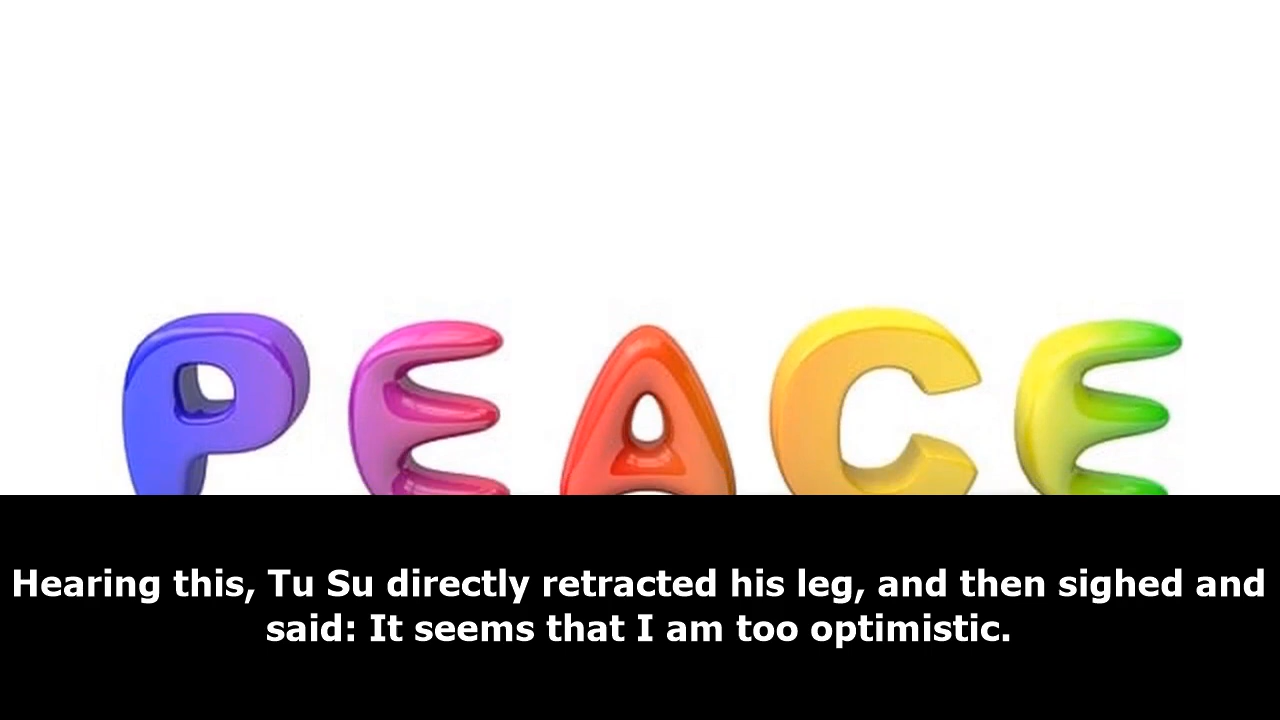 PEACE
Hearing this, Tu Su directly retracted his leg, and then sighed and
said: It seems that I am too optimistic.